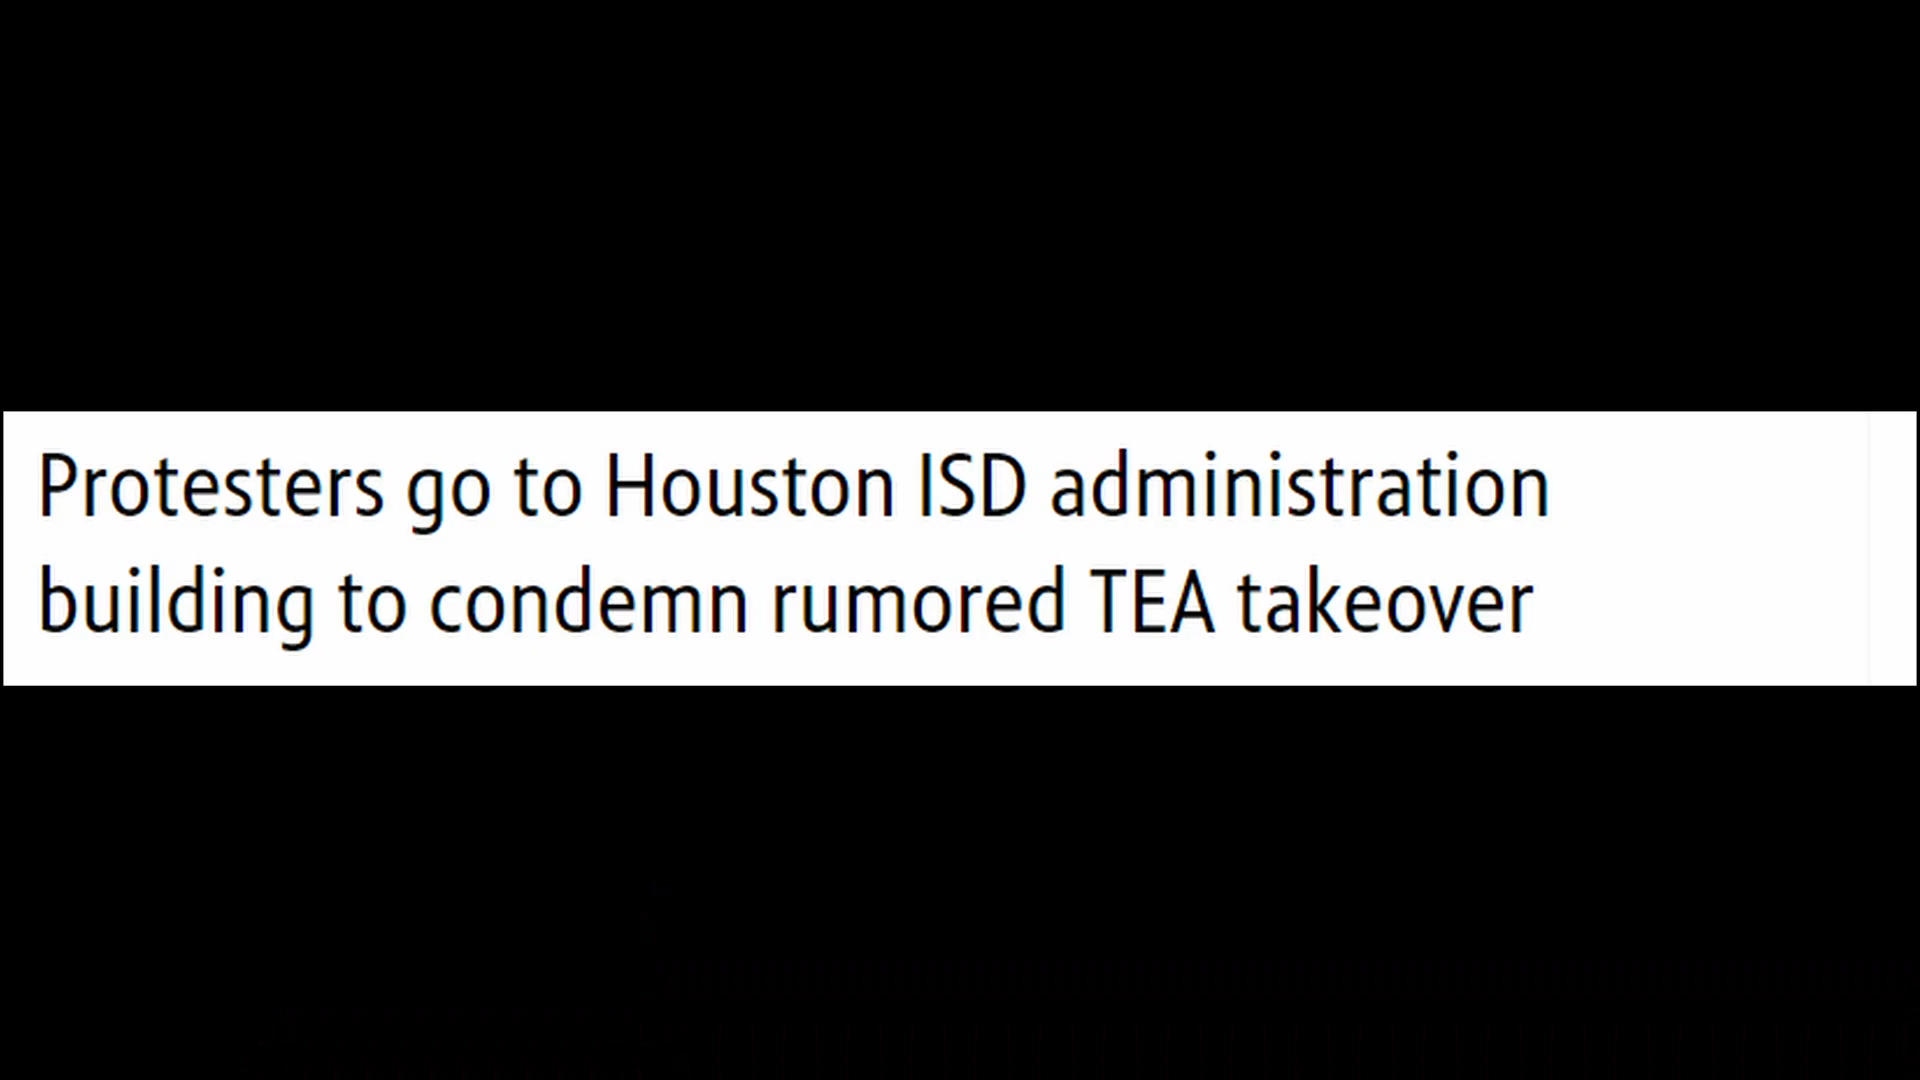 Protesters go to Houston ISD administration
building to condemn rumored TEA takeover